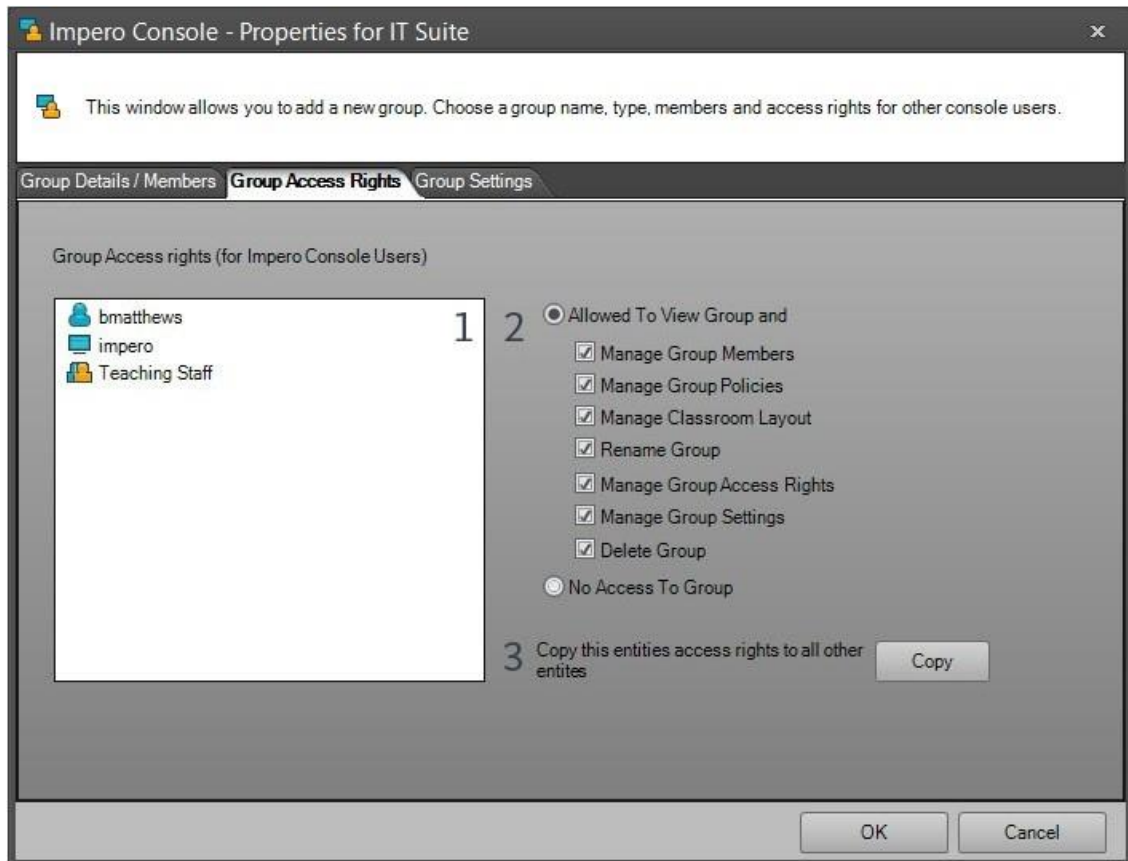 Impero Console - Properties for IT Suite
This window allows you to add a new group. Choose a group name, type, members and access rights for other console users.
Group Details / Members Group Access Rights Group Settings
Group Access rights (for Impero Console Users)
bmatthews
impero
Teaching Staff
1
2
Allowed To View Group and
Manage Group Members
Manage Group Policies
Manage Classroom Layout
Rename Group
Manage Group Access Rights
Manage Group Settings
Delete Group
No Access To Group
3
Copy this entities access rights to all other
entites
Copy
OK
Cancel